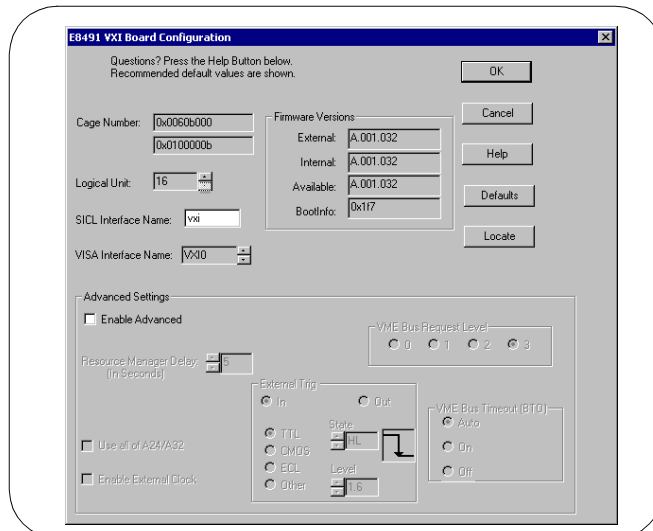 E8491 VXI Board Configuration
Questions? Press the Help Button below.
Recommended default values are shown.
OK
Cancel
Help
Defaults
Locate
Cage Number: 0x0060b000
0x0100000b
Logical Unit: 16
SICL Interface Name: vxi
VISA Interface Name: VXI0
Firmware Versions
External: A.001.032
Internal: A.001.032
Available: A.001.032
BootInfo: 0x1f7
Advanced Settings
Enable Advanced
Resource Manager Delay: 5
(In Seconds)
Use all of A24/A32
Enable External Clock
External Trig
In Out
TTL
CMOS
ECL
Other
State
HL
Level
1.6
VME Bus Request Level
0 1 2 3
VME Bus Timeout (BTO)
Auto
On
Off